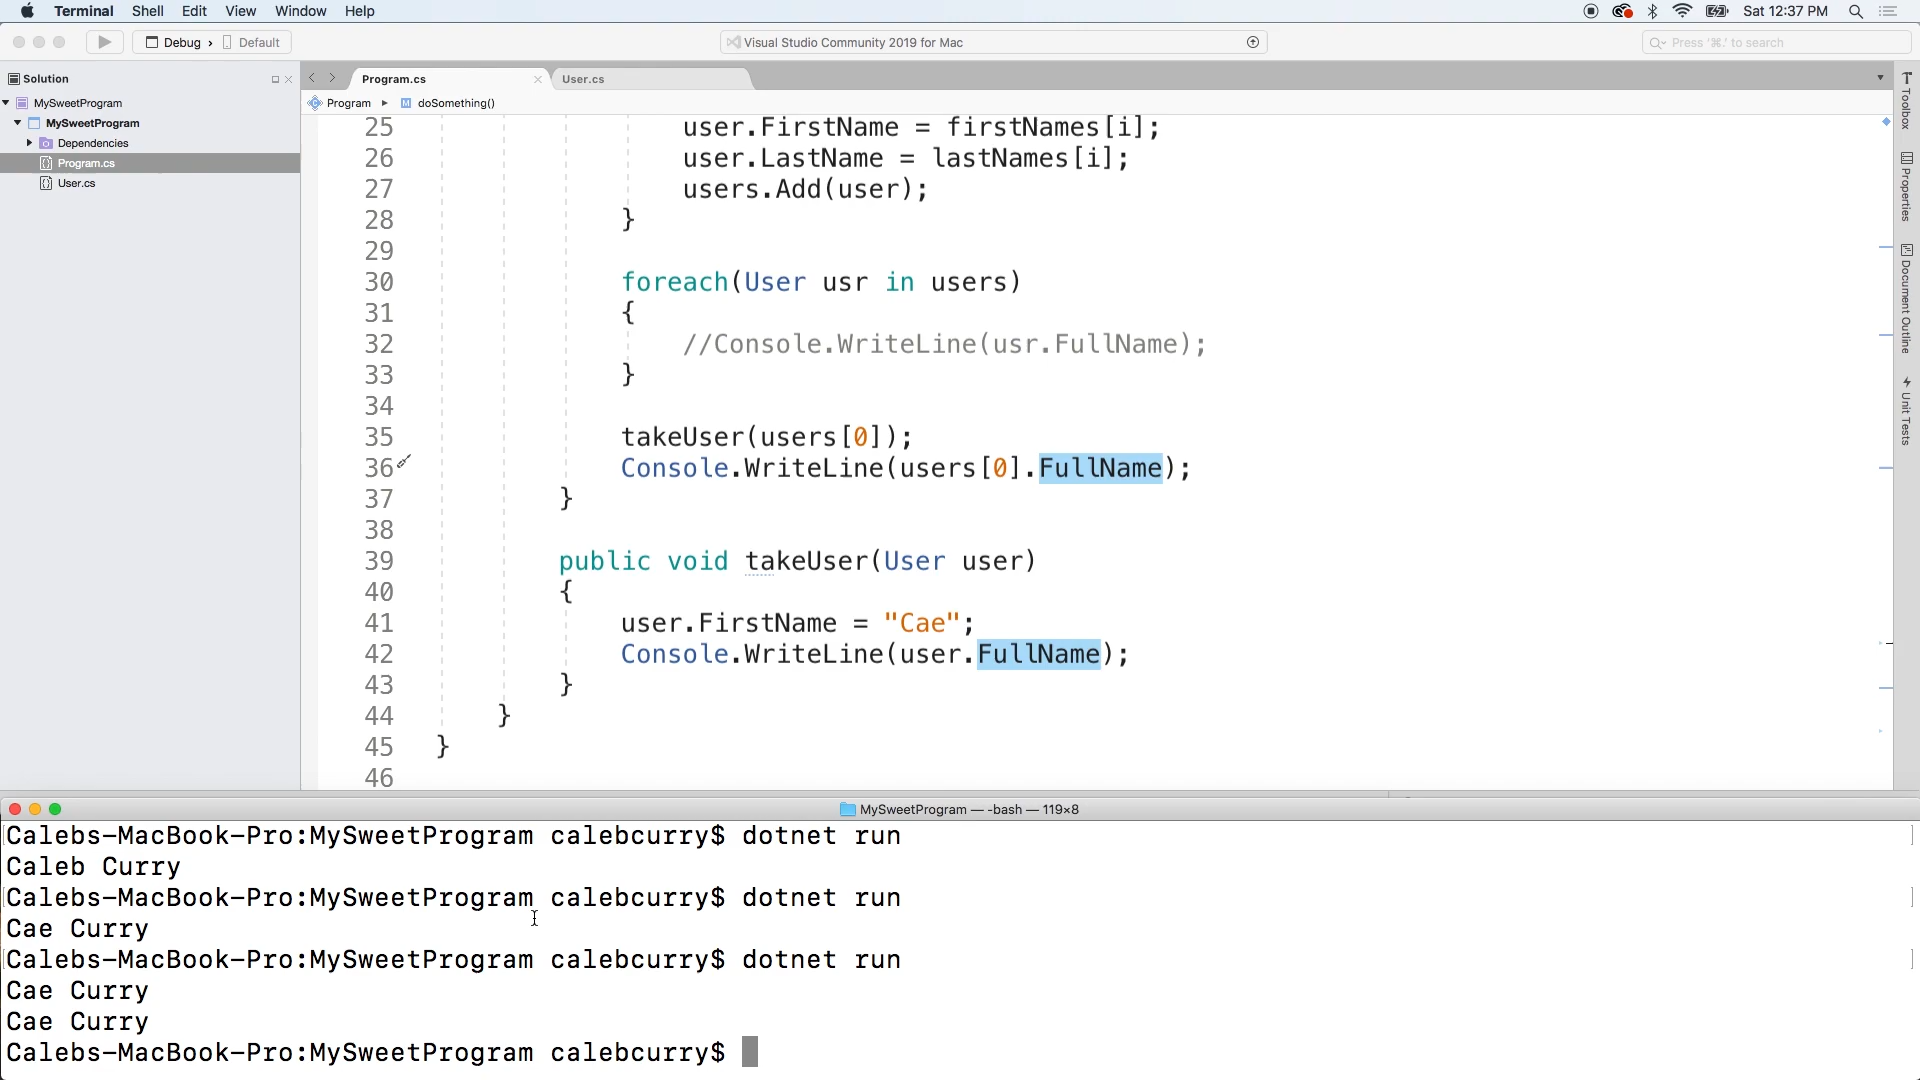 Terminal Shell Edit View Window Help Sat 12:37 PM
Debug › Default Visual Studio Community 2019 for Mac Press '⌘.' to search
Solution
MySweetProgram
MySweetProgram
Dependencies
Program.cs
User.cs
Program.cs User.cs
Program ▸ M doSomething()
25 user.FirstName = firstNames[i];
26 user.LastName = lastNames[i];
27 users.Add(user);
28 }
29
30 foreach(User usr in users)
31 {
32 //Console.WriteLine(usr.FullName);
33 }
34
35 takeUser(users[0]);
36 Console.WriteLine(users[0].FullName);
37 }
38
39 public void takeUser(User user)
40 {
41 user.FirstName = "Cae";
42 Console.WriteLine(user.FullName);
43 }
44 }
45 }
46
Toolbox
Properties
Document Outline
Unit Tests
MySweetProgram — -bash — 119×8
Calebs-MacBook-Pro:MySweetProgram calebcurry$ dotnet run
Caleb Curry
Calebs-MacBook-Pro:MySweetProgram calebcurry$ dotnet run
Cae Curry
Calebs-MacBook-Pro:MySweetProgram calebcurry$ dotnet run
Cae Curry
Cae Curry
Calebs-MacBook-Pro:MySweetProgram calebcurry$